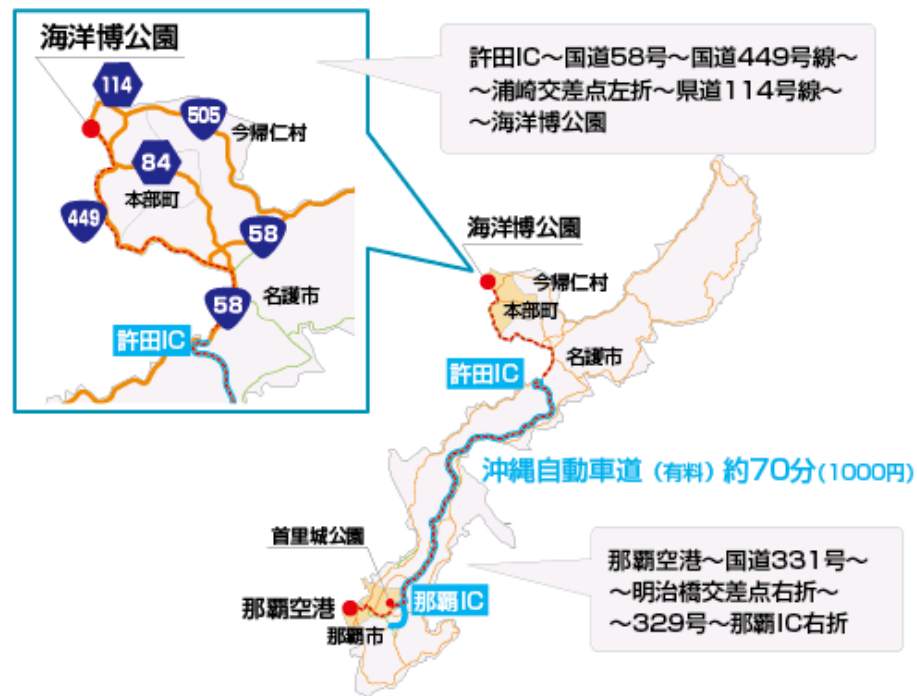 海洋博公園
114
505
今帰仁村
84
本部町
449
58
58
名護市
許田IC
許田IC～国道58号～国道449号線～
～浦崎交差点左折～県道114号線～
～海洋博公園
海洋博公園
今帰仁村
本部町
名護市
許田IC
沖縄自動車道（有料）約70分(1000円)
首里城公園
那覇空港
那覇IC
那覇市
那覇空港～国道331号～
～明治橋交差点右折～
～329号～那覇IC右折